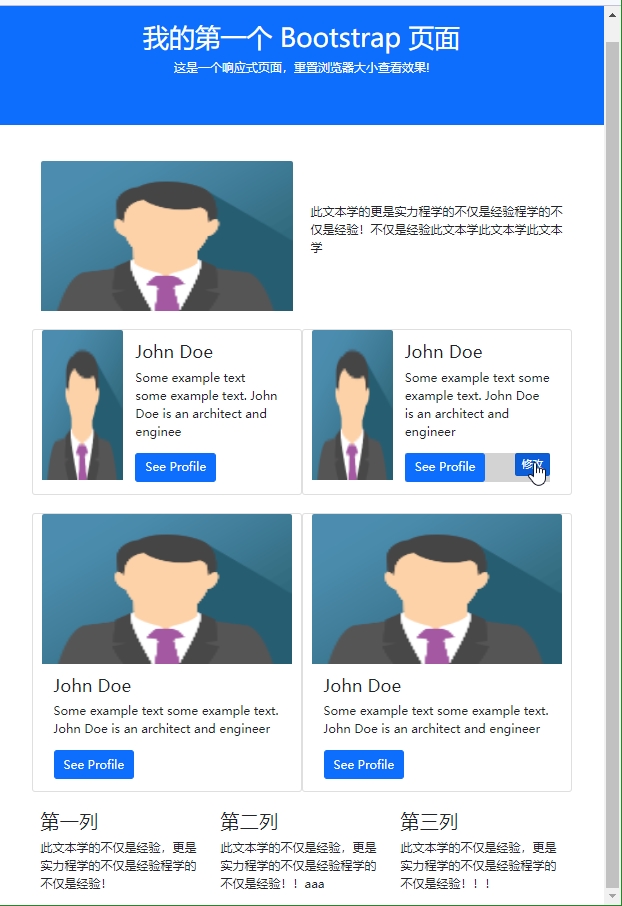 我的第一个 Bootstrap 页面
这是一个响应式页面，重置浏览器大小查看效果!
此文本学的更是实力程学的不仅是经验程学的不
仅是经验！不仅是经验此文本学此文本学此文本
学
John Doe
Some example text
some example text. John
Doe is an architect and
enginee
See Profile
John Doe
Some example text some
example text. John Doe
is an architect and
engineer
See Profile
修改
John Doe
Some example text some example text.
John Doe is an architect and engineer
See Profile
John Doe
Some example text some example text.
John Doe is an architect and engineer
See Profile
第一列
此文本学的不仅是经验，更是
实力程学的不仅是经验程学的
不仅是经验！
第二列
此文本学的不仅是经验，更是
实力程学的不仅是经验程学的
不仅是经验！！aaa
第三列
此文本学的不仅是经验，更是
实力程学的不仅是经验程学的
不仅是经验！！！